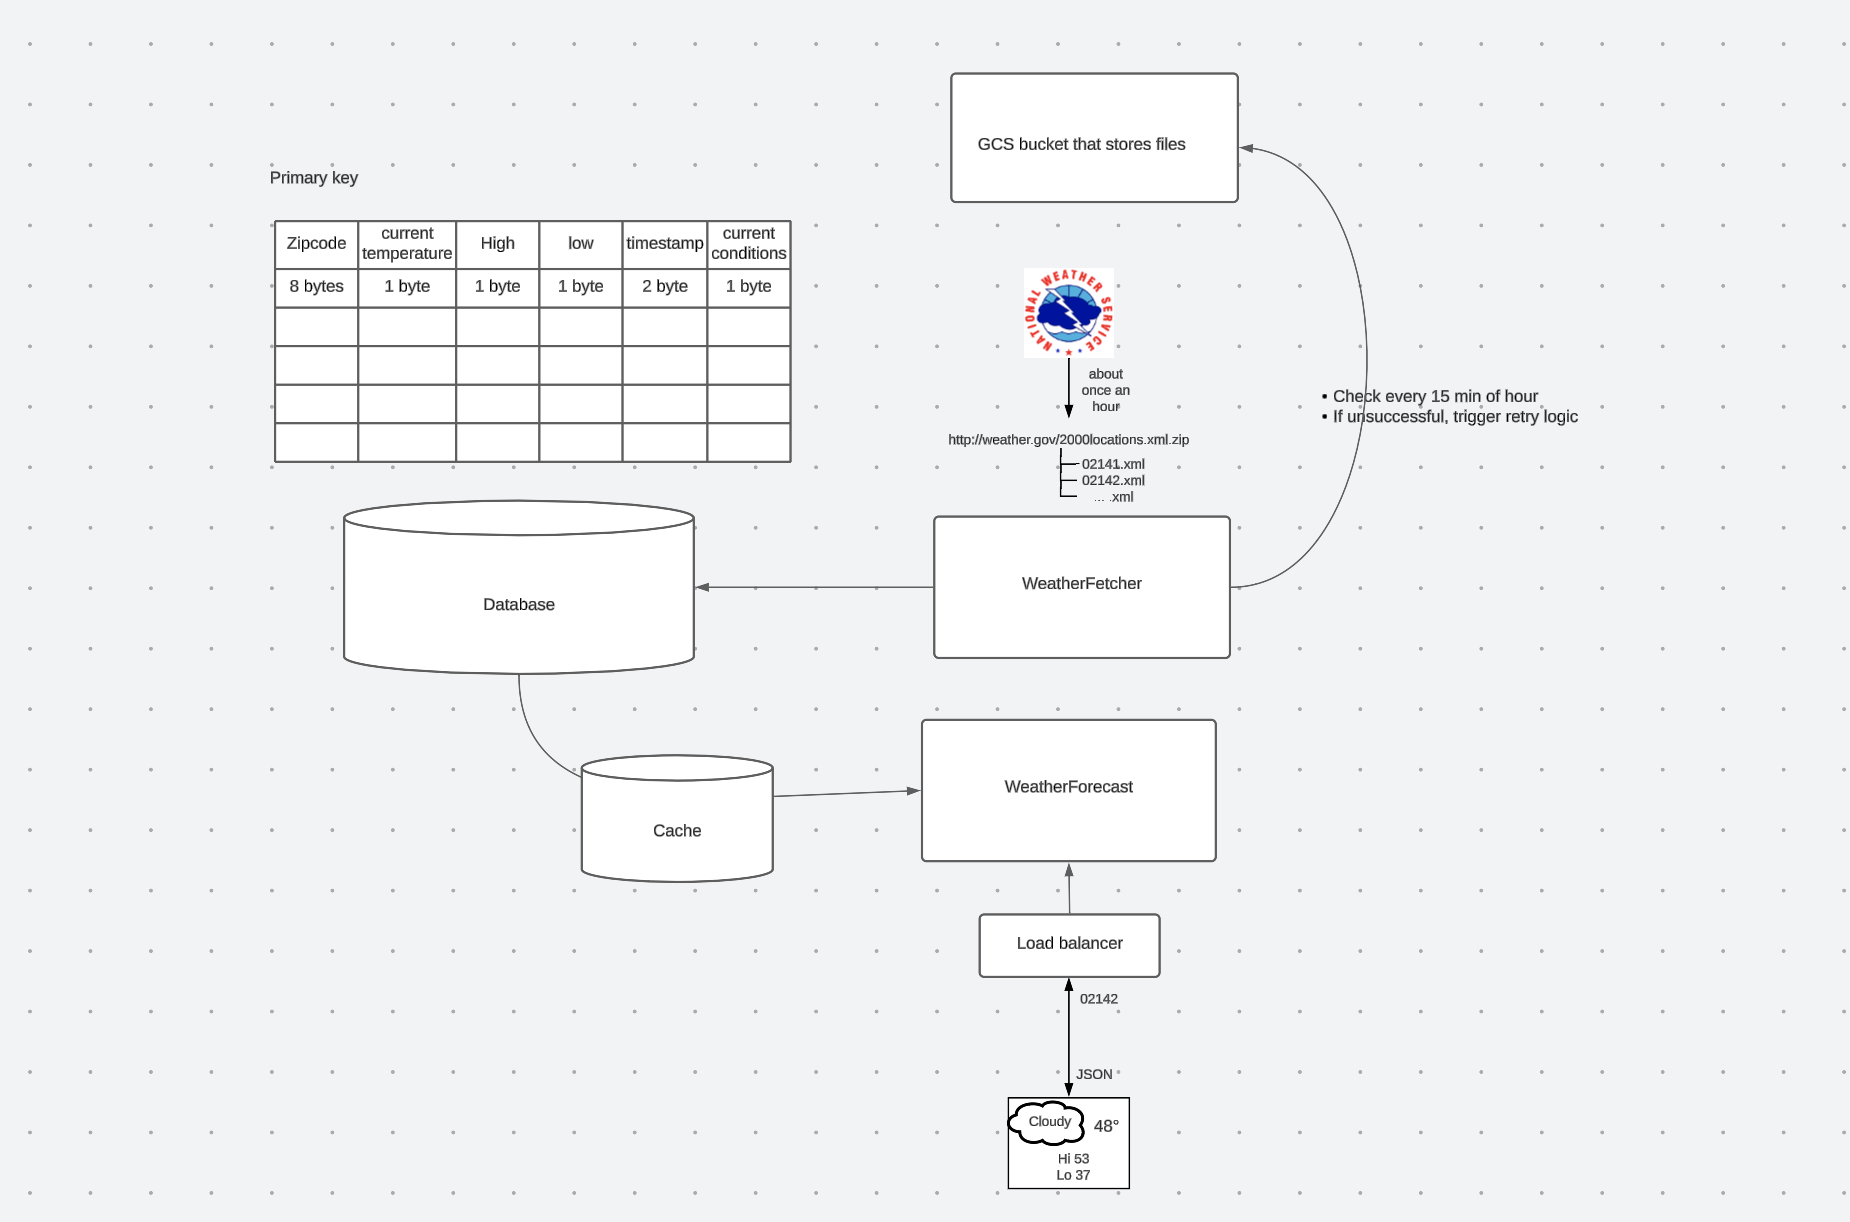 GCS bucket that stores files
Primary key
Zipcode
current
temperature
High
low
timestamp
current
conditions
8 bytes
1 byte
1 byte
1 byte
2 byte
1 byte
NATIONAL WEATHER SERVICE
about
once an
hour
• Check every 15 min of hour
• If unsuccessful, trigger retry logic
http://weather.gov/2000locations.xml.zip
02141.xml
02142.xml
... .xml
WeatherFetcher
Database
WeatherForecast
Cache
Load balancer
02142
JSON
Cloudy
48°
Hi 53
Lo 37